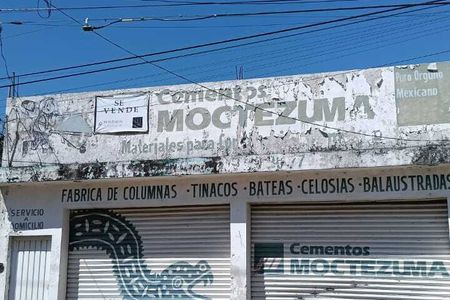 SE
VENDE
Cementos
MOCTEZUMA
Puro Orgullo
Mexicano
Materiales para
FABRICA DE COLUMNAS - TINACOS - BATEAS - CELOSIAS - BALAUSTRADAS
SERVICIO
A
DOMICILIO
Cementos
MOCTEZUMA